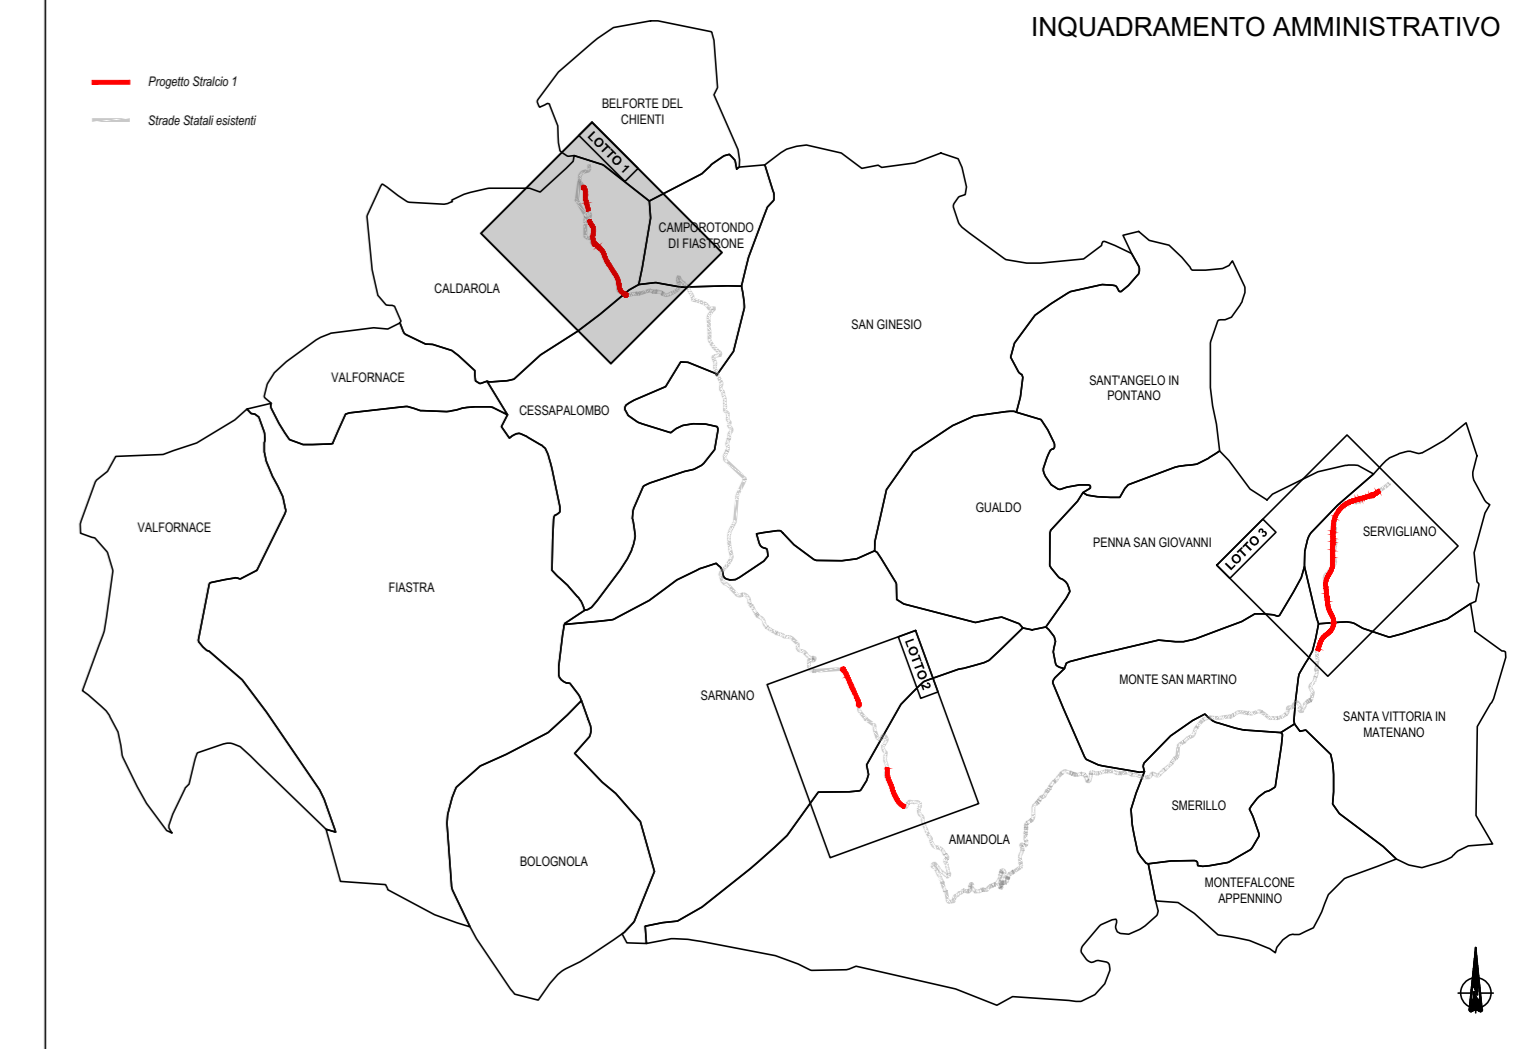 INQUADRAMENTO AMMINISTRATIVO
Progetto Stralcio 1
Strade Statali esistenti
BELFORTE DEL
CHIENTI
LOTTO 1
CAMPOROTONDO
DI FIASTRONE
CALDAROLA
SAN GINESIO
VALFORNACE
SANT'ANGELO IN
PONTANO
CESSAPALOMBO
GUALDO
VALFORNACE
PENNA SAN GIOVANNI
LOTTO 3
SERVIGLIANO
FIASTRA
LOTTO 2
SARNANO
MONTE SAN MARTINO
SANTA VITTORIA IN
MATENANO
SMERILLO
AMANDOLA
BOLOGNOLA
MONTEFALCONE
APPENNINO